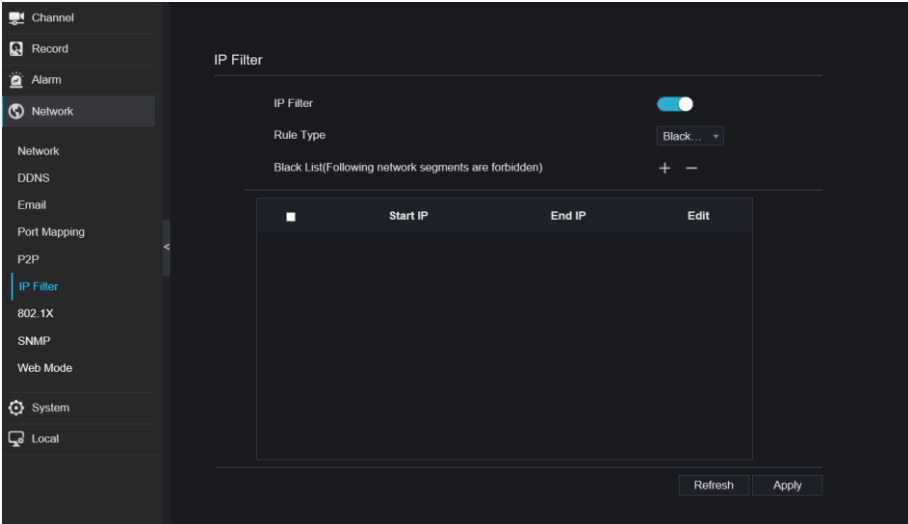 Channel
Record
Alarm
Network
Network
DDNS
Email
Port Mapping
P2P
IP Filter
802.1X
SNMP
Web Mode
System
Local
<
IP Filter
IP Filter
Rule Type
Black...
Black List(Following network segments are forbidden)
+ −
Start IP End IP Edit
Refresh Apply